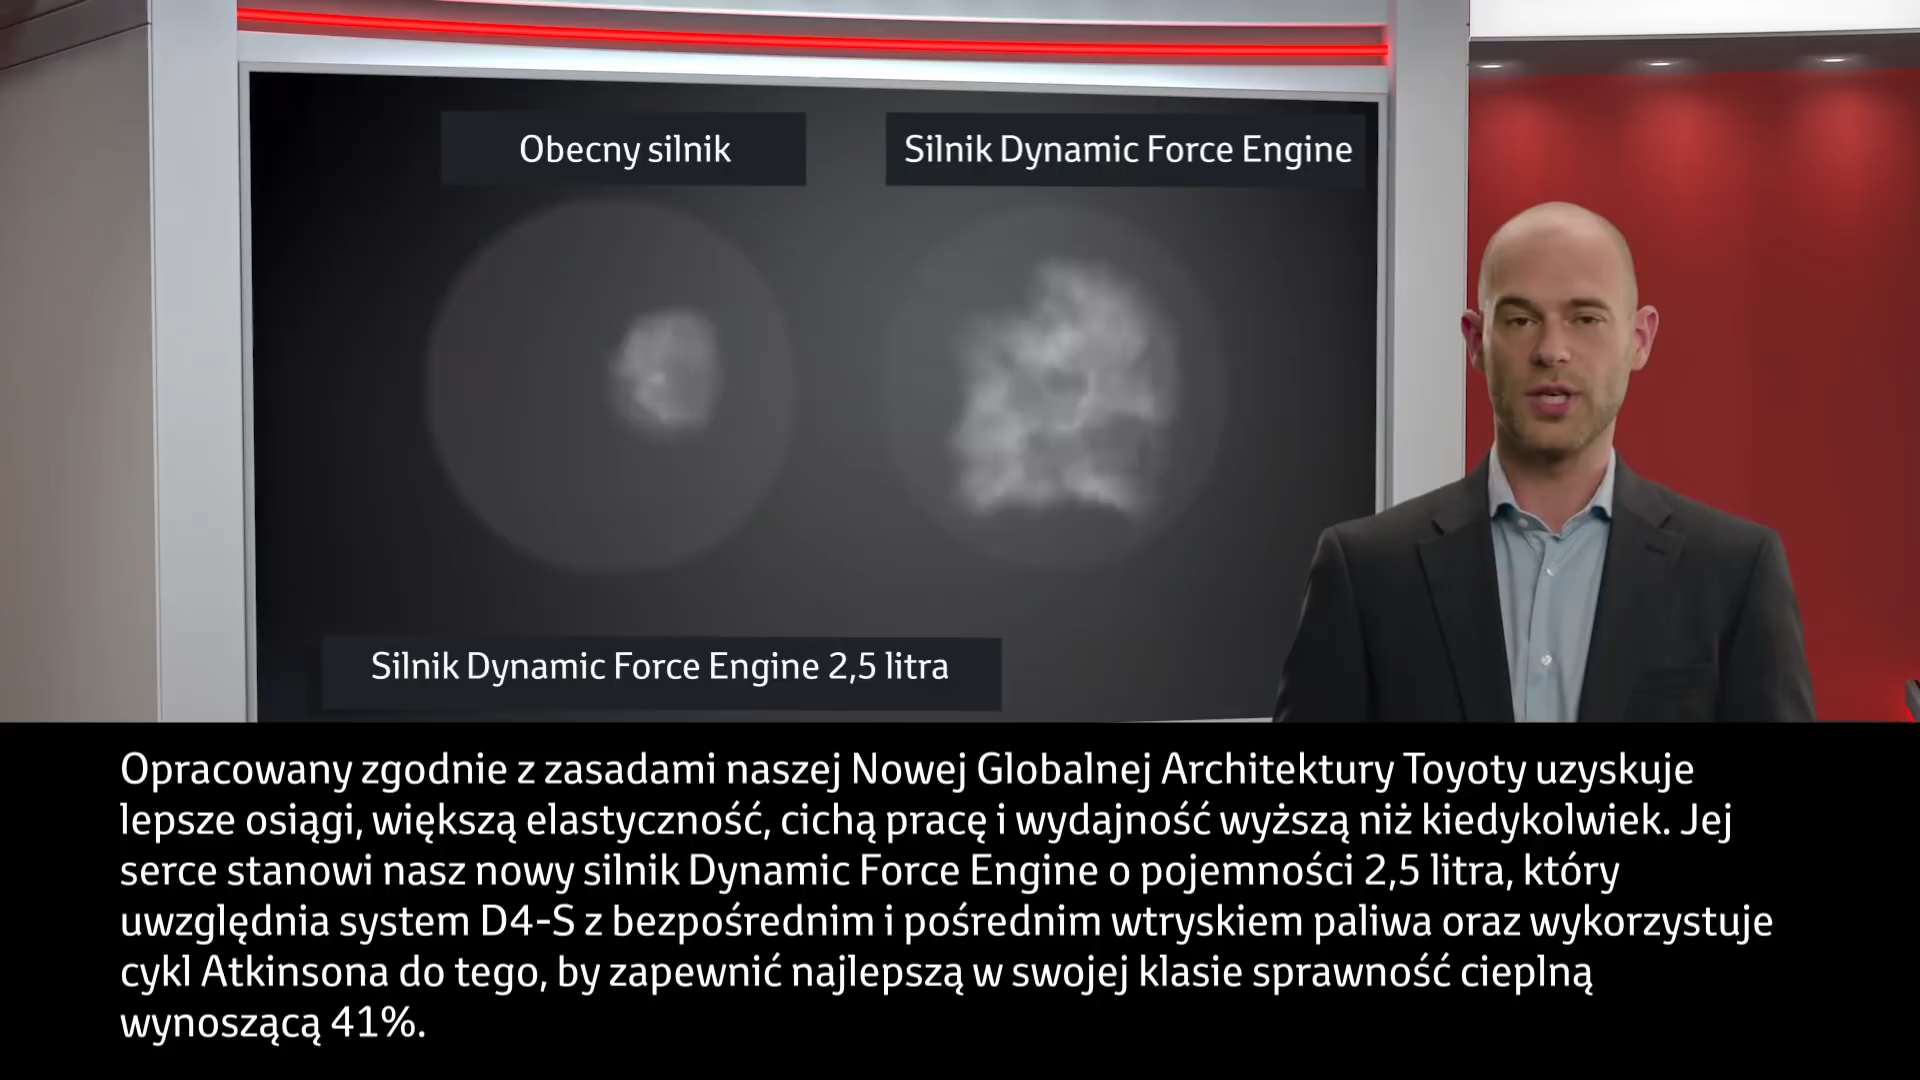 Obecny silnik
Silnik Dynamic Force Engine
Silnik Dynamic Force Engine 2,5 litra
Opracowany zgodnie z zasadami naszej Nowej Globalnej Architektury Toyoty uzyskuje
lepsze osiągi, większą elastyczność, cichą pracę i wydajność wyższą niż kiedykolwiek. Jej
serce stanowi nasz nowy silnik Dynamic Force Engine o pojemności 2,5 litra, który
uwzględnia system D4-S z bezpośrednim i pośrednim wtryskiem paliwa oraz wykorzystuje
cykl Atkinsona do tego, by zapewnić najlepszą w swojej klasie sprawność cieplną
wynoszącą 41%.